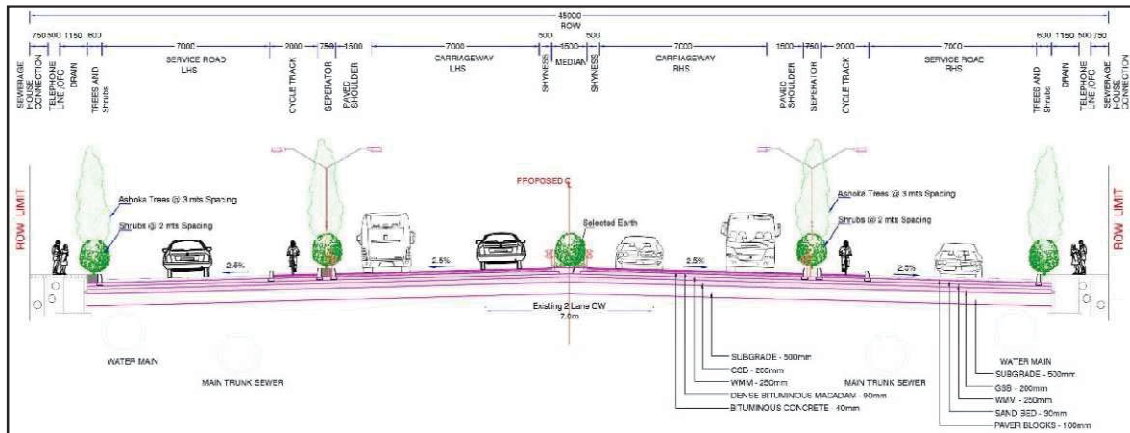 45000
ROW
750 500 1150 600 7000 2000 750 1500 7000 500 1500 500 7000 1500 750 2000 7000 600 1150 500 750
SEWERAGE HOUSE CONNECTION
TELEPHONE LINE /OFC
DRAIN
TREES AND Shrubs
SERVICE ROAD
LHS
CYCLE TRACK
SEPERATOR
PAVED SHOULDER
CARRIAGEWAY
LHS
SHYNESS
MEDIAN
SHYNESS
CARRIAGEWAY
RHS
PAVED SHOULDER
SEPERATOR
CYCLE TRACK
SERVICE ROAD
RHS
TREES AND Shrubs
DRAIN
TELEPHONE LINE /OFC
SEWERAGE HOUSE CONNECTION
ROW LIMIT
PROPOSED C
ROW LIMIT
Ashoka Trees @ 3 mts Spacing
Shrubs @ 2 mts Spacing
Selected Earth
Ashoka Trees @ 3 mts Spacing
Shrubs @ 2 mts Spacing
2.5%
2.5%
2.5%
2.5%
Existing 2 Lane CW
7.0m
WATER MAIN
MAIN TRUNK SEWER
SUBGRADE - 500mm
GSB - 200mm
WMM - 250mm
DENSE BITUMINOUS MACADAM - 90mm
BITUMINOUS CONCRETE - 40mm
MAIN TRUNK SEWER
WATER MAIN
SUBGRADE - 500mm
GSB - 200mm
WMM - 250mm
SAND BED - 30mm
PAVER BLOCKS - 100mm